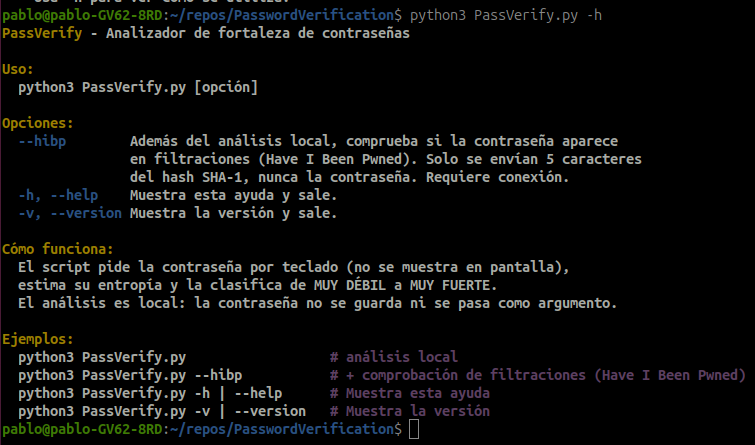 pablo@pablo-GV62-8RD:~/repos/PasswordVerification$ python3 PassVerify.py -h
PassVerify - Analizador de fortaleza de contraseñas
Uso:
python3 PassVerify.py [opción]
Opciones:
--hibp Además del análisis local, comprueba si la contraseña aparece
en filtraciones (Have I Been Pwned). Solo se envían 5 caracteres
del hash SHA-1, nunca la contraseña. Requiere conexión.
-h, --help Muestra esta ayuda y sale.
-v, --version Muestra la versión y sale.
Cómo funciona:
El script pide la contraseña por teclado (no se muestra en pantalla),
estima su entropía y la clasifica de MUY DÉBIL a MUY FUERTE.
El análisis es local: la contraseña no se guarda ni se pasa como argumento.
Ejemplos:
python3 PassVerify.py # análisis local
python3 PassVerify.py --hibp # + comprobación de filtraciones (Have I Been Pwned)
python3 PassVerify.py -h | --help # Muestra esta ayuda
python3 PassVerify.py -v | --version # Muestra la versión
pablo@pablo-GV62-8RD:~/repos/PasswordVerification$